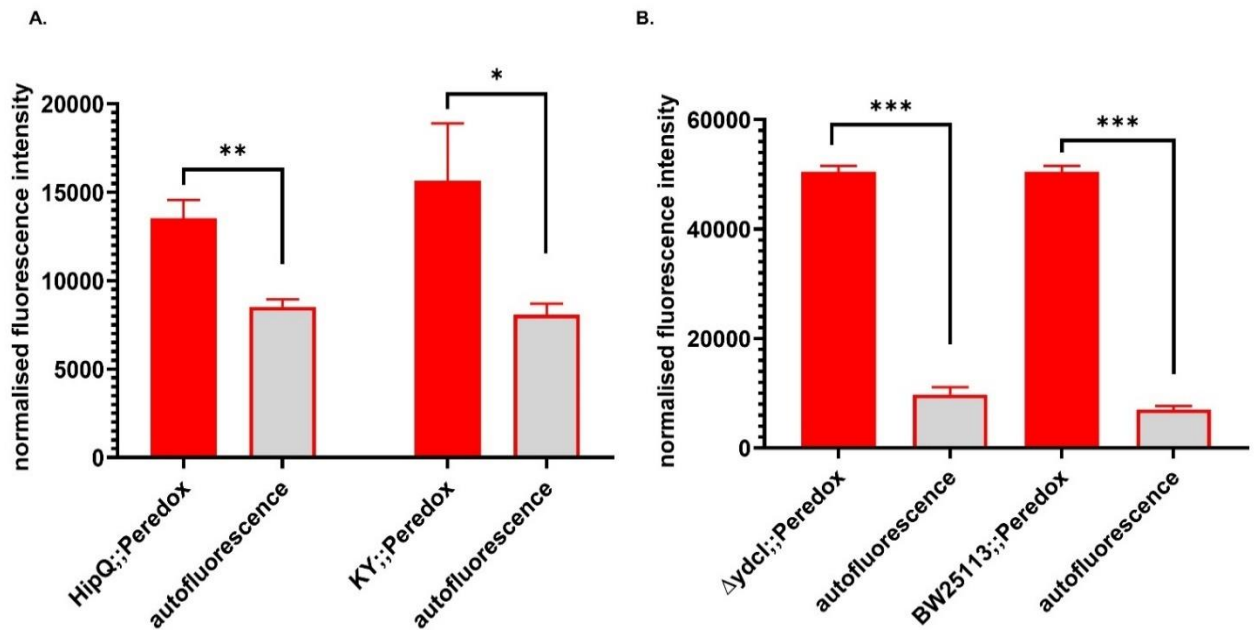 A.
normalised fluorescence intensity
20000
15000
10000
5000
0
**
*
HipQ;;Peredox
autofluorescence
KY;;Peredox
autofluorescence
B.
normalised fluorescence intensity
60000
40000
20000
0
***
***
Δydcl;;Peredox
autofluorescence
BW25113;;Peredox
autofluorescence